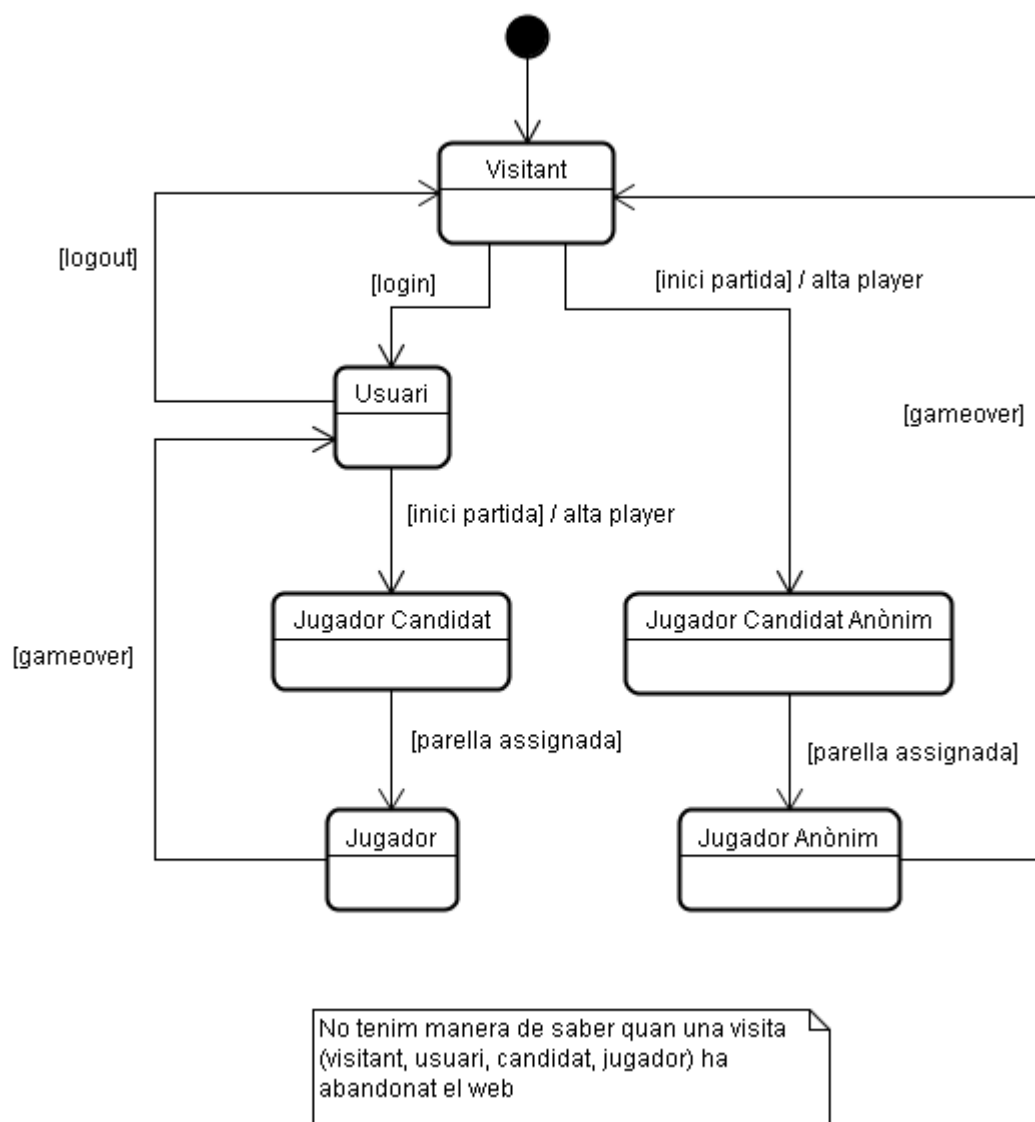 Visitant
[logout]
[login]
[inici partida] / alta player
Usuari
[gameover]
[inici partida] / alta player
Jugador Candidat
Jugador Candidat Anònim
[gameover]
[parella assignada]
[parella assignada]
Jugador
Jugador Anònim
No tenim manera de saber quan una visita
(visitant, usuari, candidat, jugador) ha
abandonat el web